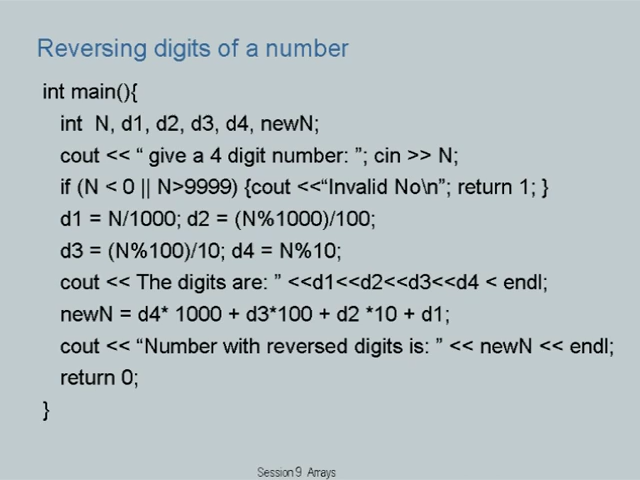 Reversing digits of a number
int main(){
int  N, d1, d2, d3, d4, newN;
cout << “ give a 4 digit number: ”; cin >> N;
if (N < 0 || N>9999) {cout <<“Invalid No\n”; return 1; }
d1 = N/1000; d2 = (N%1000)/100;
d3 = (N%100)/10; d4 = N%10;
cout << The digits are: ” <<d1<<d2<<d3<<d4 < endl;
newN = d4* 1000 + d3*100 + d2 *10 + d1;
cout << “Number with reversed digits is: ” << newN << endl;
return 0;
}
Session 9 Arrays